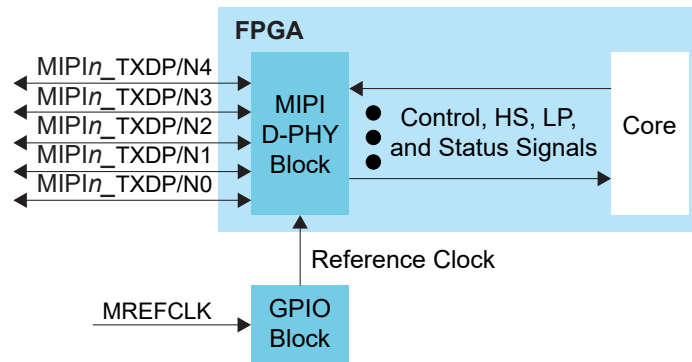 FPGA
MIPIn_TXDP/N4
MIPIn_TXDP/N3
MIPIn_TXDP/N2
MIPIn_TXDP/N1
MIPIn_TXDP/N0
MIPI
D-PHY
Block
Control, HS, LP,
and Status Signals
Core
Reference Clock
MREFCLK
GPIO
Block